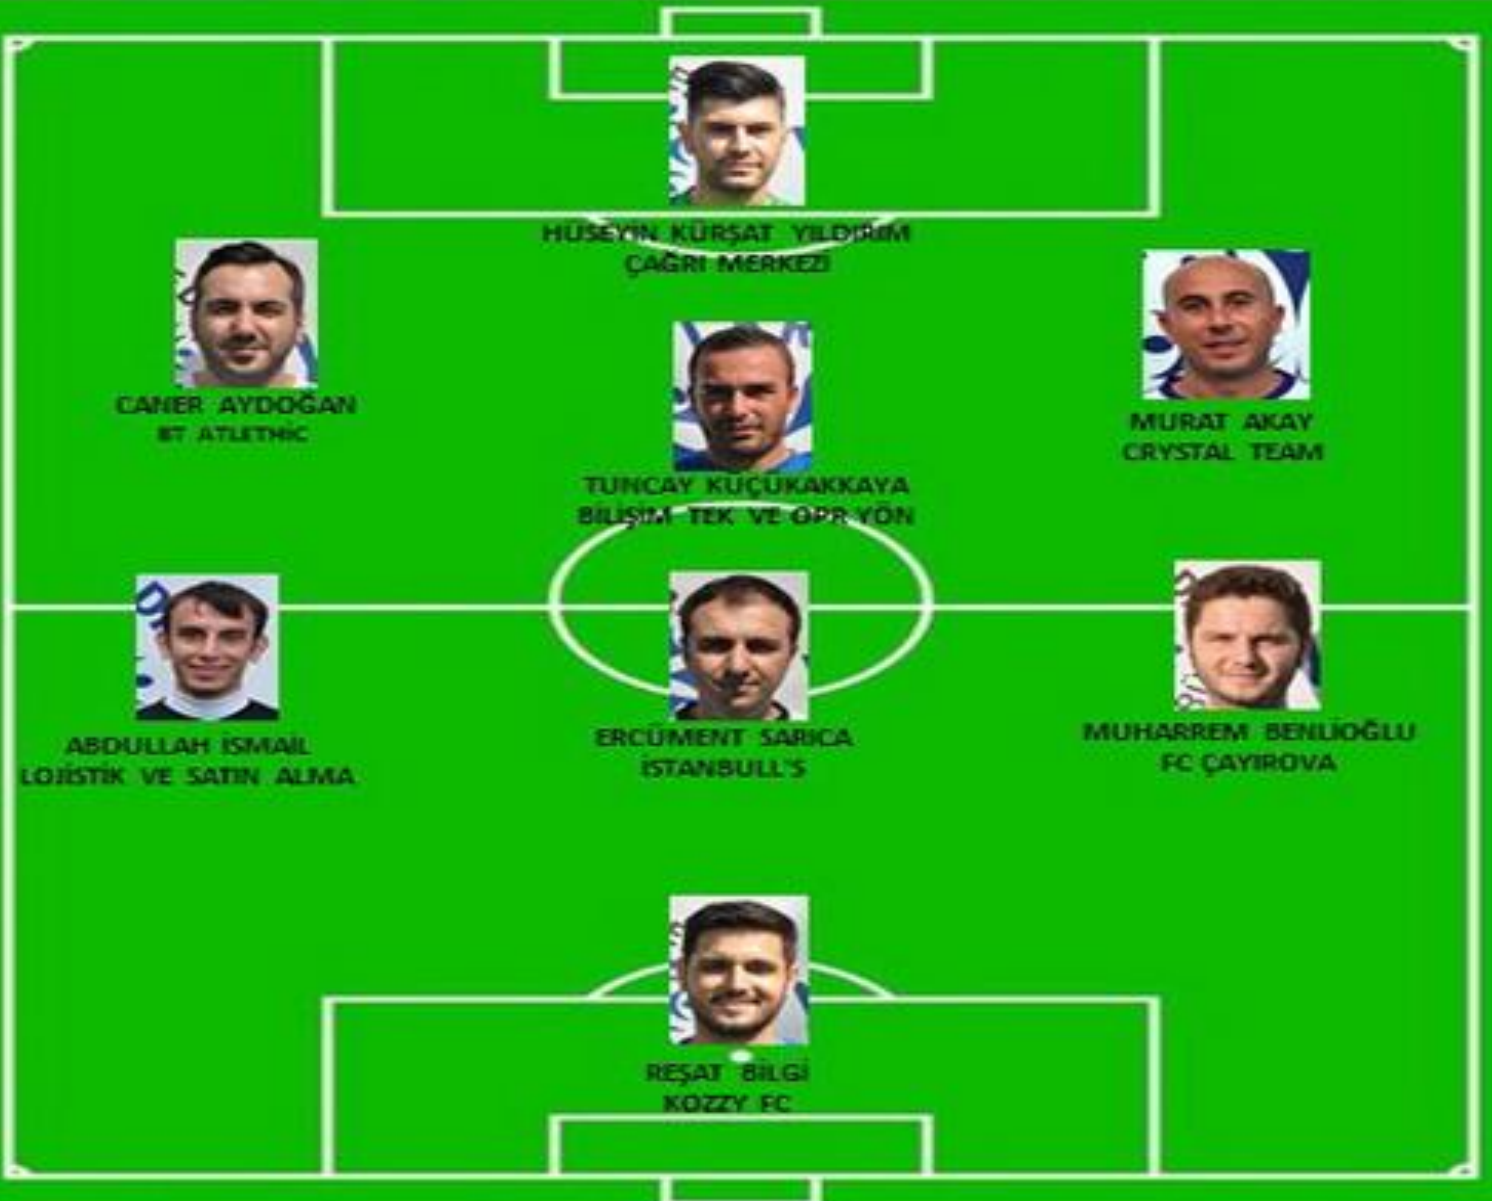 HÜSEYİN KÜRŞAT YILDIRIM
ÇAĞRI MERKEZİ
CANER AYDOĞAN
BT ATLETHİC
MURAT AKAY
CRYSTAL TEAM
TUNCAY KÜÇÜKAKKAYA
BİLİŞİM TEK VE OPR YÖN
ABDULLAH İSMAİL
LOJİSTİK VE SATIN ALMA
ERCÜMENT SARICA
İSTANBULL'S
MUHARREM BENLİOĞLU
FC ÇAYIROVA
REŞAT BİLGİ
KOZZY FC